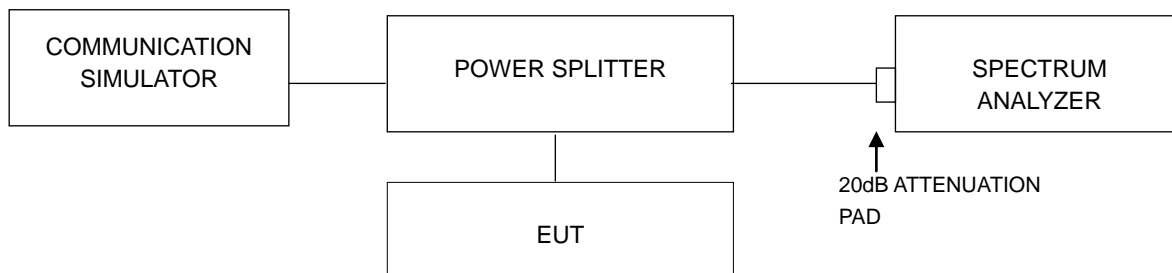 COMMUNICATION
SIMULATOR
POWER SPLITTER
SPECTRUM
ANALYZER
20dB ATTENUATION
PAD
EUT